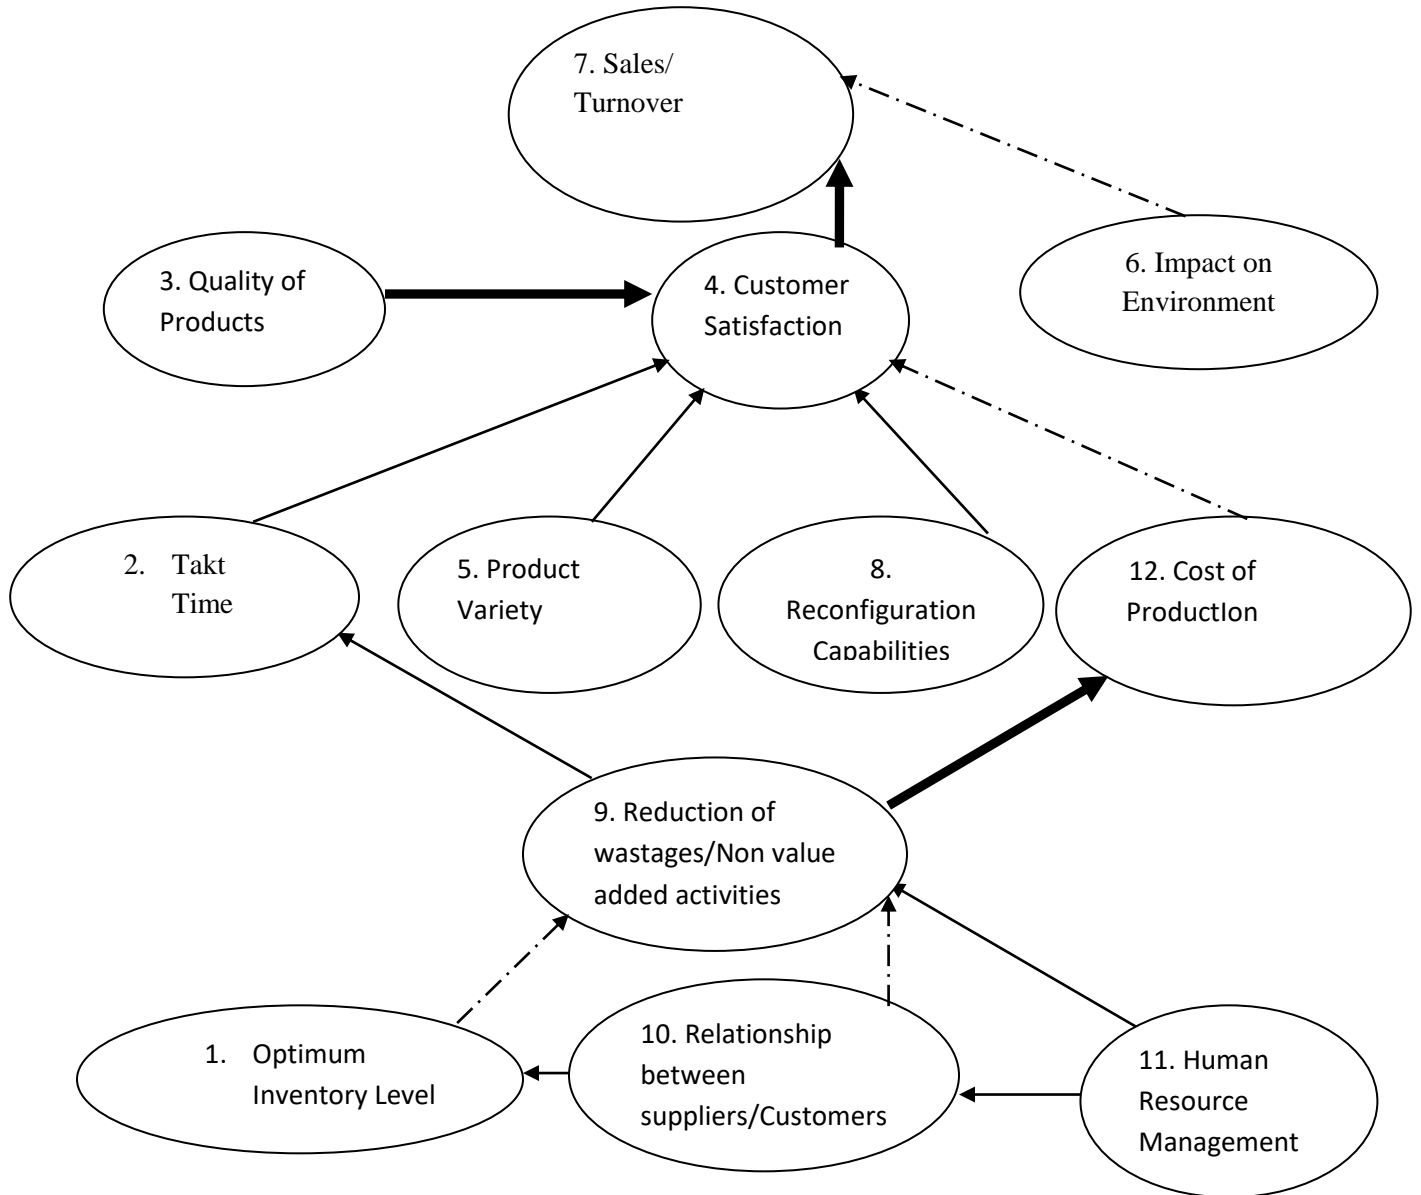 7. Sales/
Turnover
3. Quality of
Products
4. Customer
Satisfaction
6. Impact on
Environment
2. Takt
Time
5. Product
Variety
8.
Reconfiguration
Capabilities
12. Cost of
ProductIon
9. Reduction of
wastages/Non value
added activities
1. Optimum
Inventory Level
10. Relationship
between
suppliers/Customers
11. Human
Resource
Management